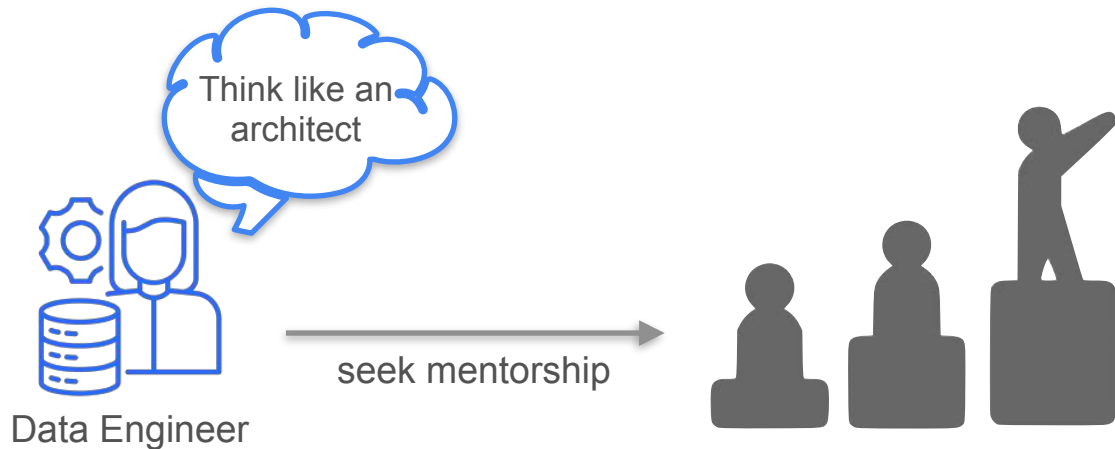 Think like an
architect
seek mentorship
Data Engineer